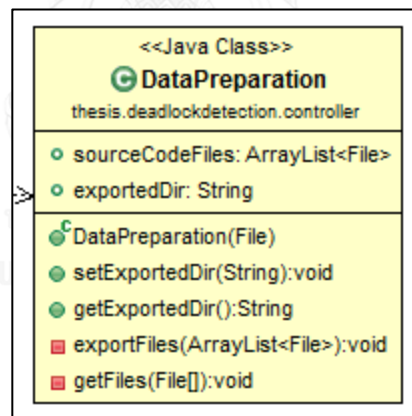 <<Java Class>>
C DataPreparation
thesis.deadlockdetection.controller
sourceCodeFiles: ArrayList<File>
exportedDir: String
C DataPreparation(File)
setExportedDir(String):void
getExportedDir():String
exportFiles(ArrayList<File>):void
getFiles(File[]):void